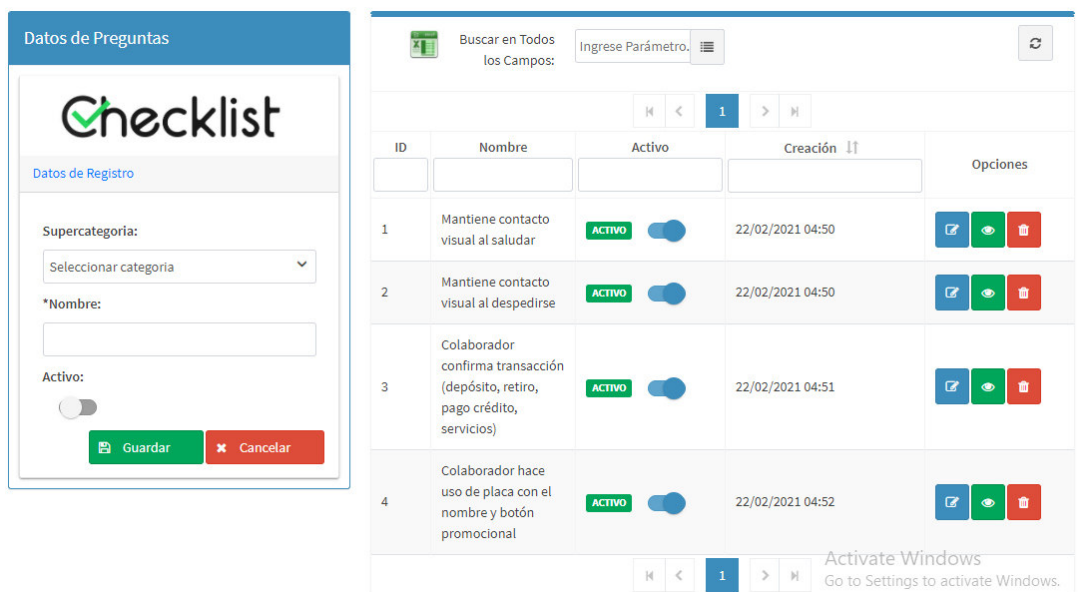 Datos de Preguntas
Checklist
Datos de Registro
Supercategoria:
Seleccionar categoria
*Nombre:
Activo:
Guardar
Cancelar
Buscar en Todos
los Campos:
Ingrese Parámetro.
1
ID
Nombre
Activo
Creación
Opciones
1
Mantiene contacto
visual al saludar
ACTIVO
22/02/2021 04:50
2
Mantiene contacto
visual al despedirse
ACTIVO
22/02/2021 04:50
3
Colaborador
confirma transacción
(depósito, retiro,
pago crédito,
servicios)
ACTIVO
22/02/2021 04:51
4
Colaborador hace
uso de placa con el
nombre y botón
promocional
ACTIVO
22/02/2021 04:52
1
Activate Windows
Go to Settings to activate Windows.